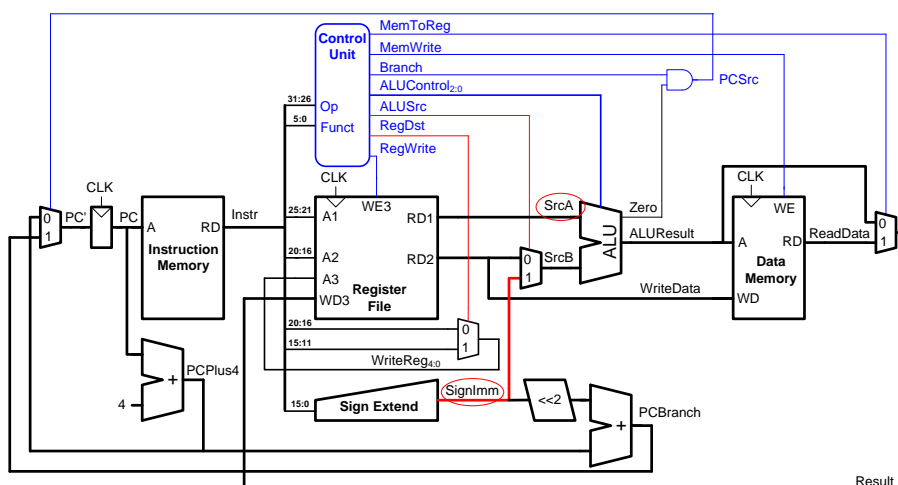 MemToReg
Control
Unit
MemWrite
Branch
PCSrc
ALUControl2:0
31:26
Op
ALUSrc
5:0
Funct
RegDst
RegWrite
CLK
CLK
CLK
0
1
PC'
PC
A
RD
Instr
Instruction
Memory
25:21
A1
WE3
RD1
SrcA
Zero
WE
0
1
20:16
A2
RD2
0
1
SrcB
ALU
ALUResult
A
RD
ReadData
A3
Register
File
Data
Memory
WD3
WriteData
WD
20:16
0
15:11
1
WriteReg4:0
PCPlus4
+
4
15:0
Sign Extend
SignImm
<<2
PCBranch
+
Result